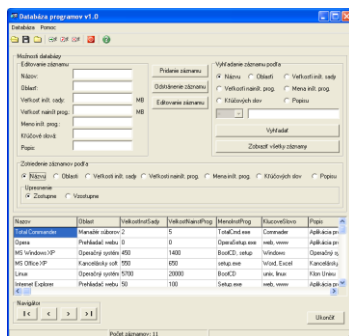 Databáza programov v1.0
Databáza Pomoc
Možnosti databázy
Editovanie záznamu
Názov:
Oblasť:
Veľkosť inšt. sady: MB
Veľkosť nainšt prog.: MB
Meno inšt. prog.:
Kľúčové slová:
Popis:
Pridanie záznamu
Odstránenie záznamu
Editovanie záznamu
Vyhľadanie záznamu podľa
Názvu Oblasti Veľkosti inšt. sady
Veľkosti nainšt. prog. Mena inšt. prog.
Kľúčových slov Popisu
Vyhľadať
Zobraziť všetky záznamy
Zotriedenie záznamov podľa
Názvu Oblasti Veľkosti inšt. sady Veľkosti nainšt. prog. Mena inšt. prog. Kľúčových slov Popisu
Upresnenie
Zostupne Vzostupne
Nazov Oblast VelkostInstSady VelkostNainstProg MenoInstProg KlucoveSlova Popis
Total Commander Manažér súborov 2 5 TotalCmd.exe Commader Aplikácia pr
Opera Prehliadač webu 0 0 OperaSetup.exe web, www Aplikácia pr
MS Windows XP Operačný systém 450 1400 BootCD, setup Windows Operačný s
MS Office XP Kancelársky soft 550 650 setup.exe Word, Excel Kancelársky
Linux Operačný systém 5700 20000 BootCD unix, linux Klon Unixu
Internet Explorer Prehliadač webu 50 100 Setup.exe web, www Aplikácia pr
Navigátor
Ukončiť
Počet záznamov: 11